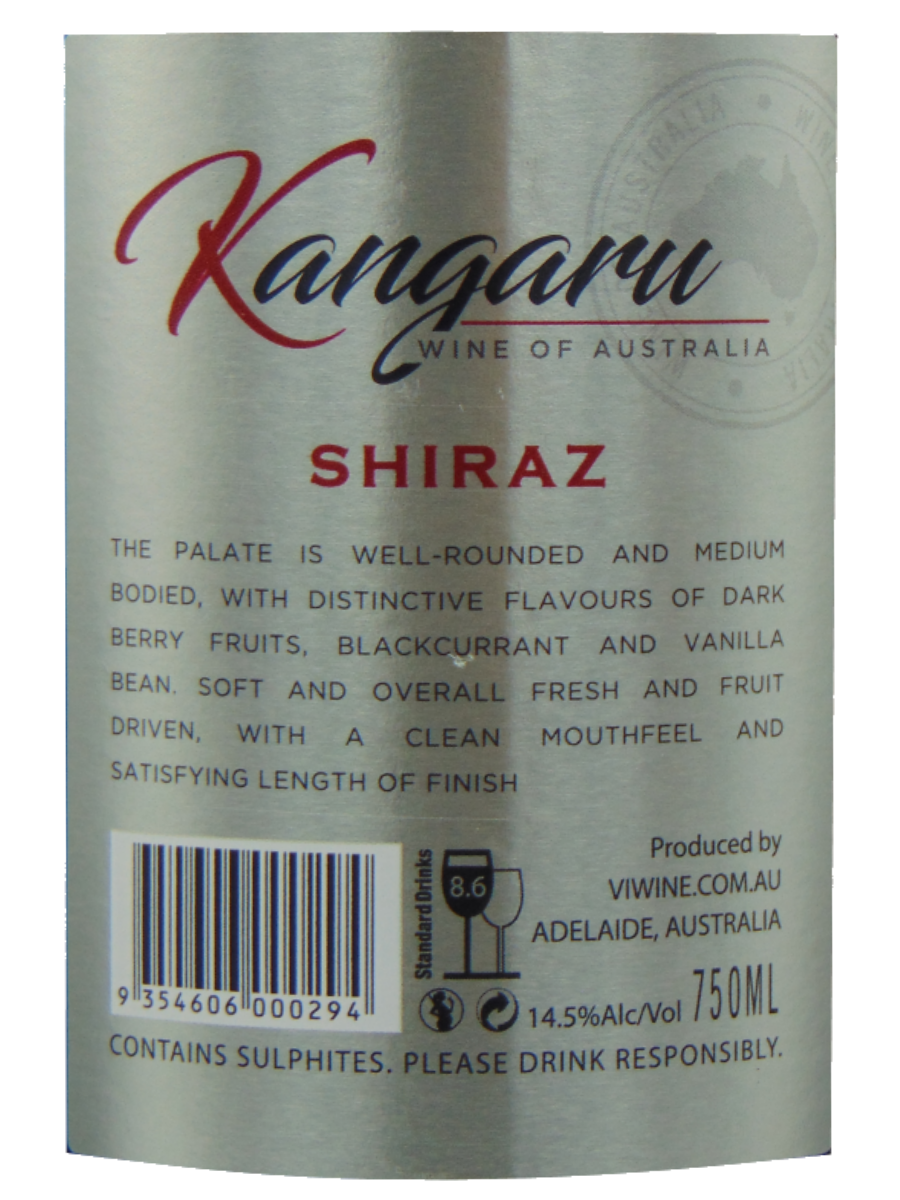 Kangaru
WINE OF AUSTRALIA
AUSTRALIA
WINE
SHIRAZ
THE PALATE IS WELL-ROUNDED AND MEDIUM
BODIED, WITH DISTINCTIVE FLAVOURS OF DARK
BERRY FRUITS, BLACKCURRANT AND VANILLA
BEAN. SOFT AND OVERALL FRESH AND FRUIT
DRIVEN, WITH A CLEAN MOUTHFEEL AND
SATISFYING LENGTH OF FINISH
9 354606 000294
Standard Drinks
8.6
Produced by
VIWINE.COM.AU
ADELAIDE, AUSTRALIA
14.5%Alc/Vol 750ML
CONTAINS SULPHITES. PLEASE DRINK RESPONSIBLY.